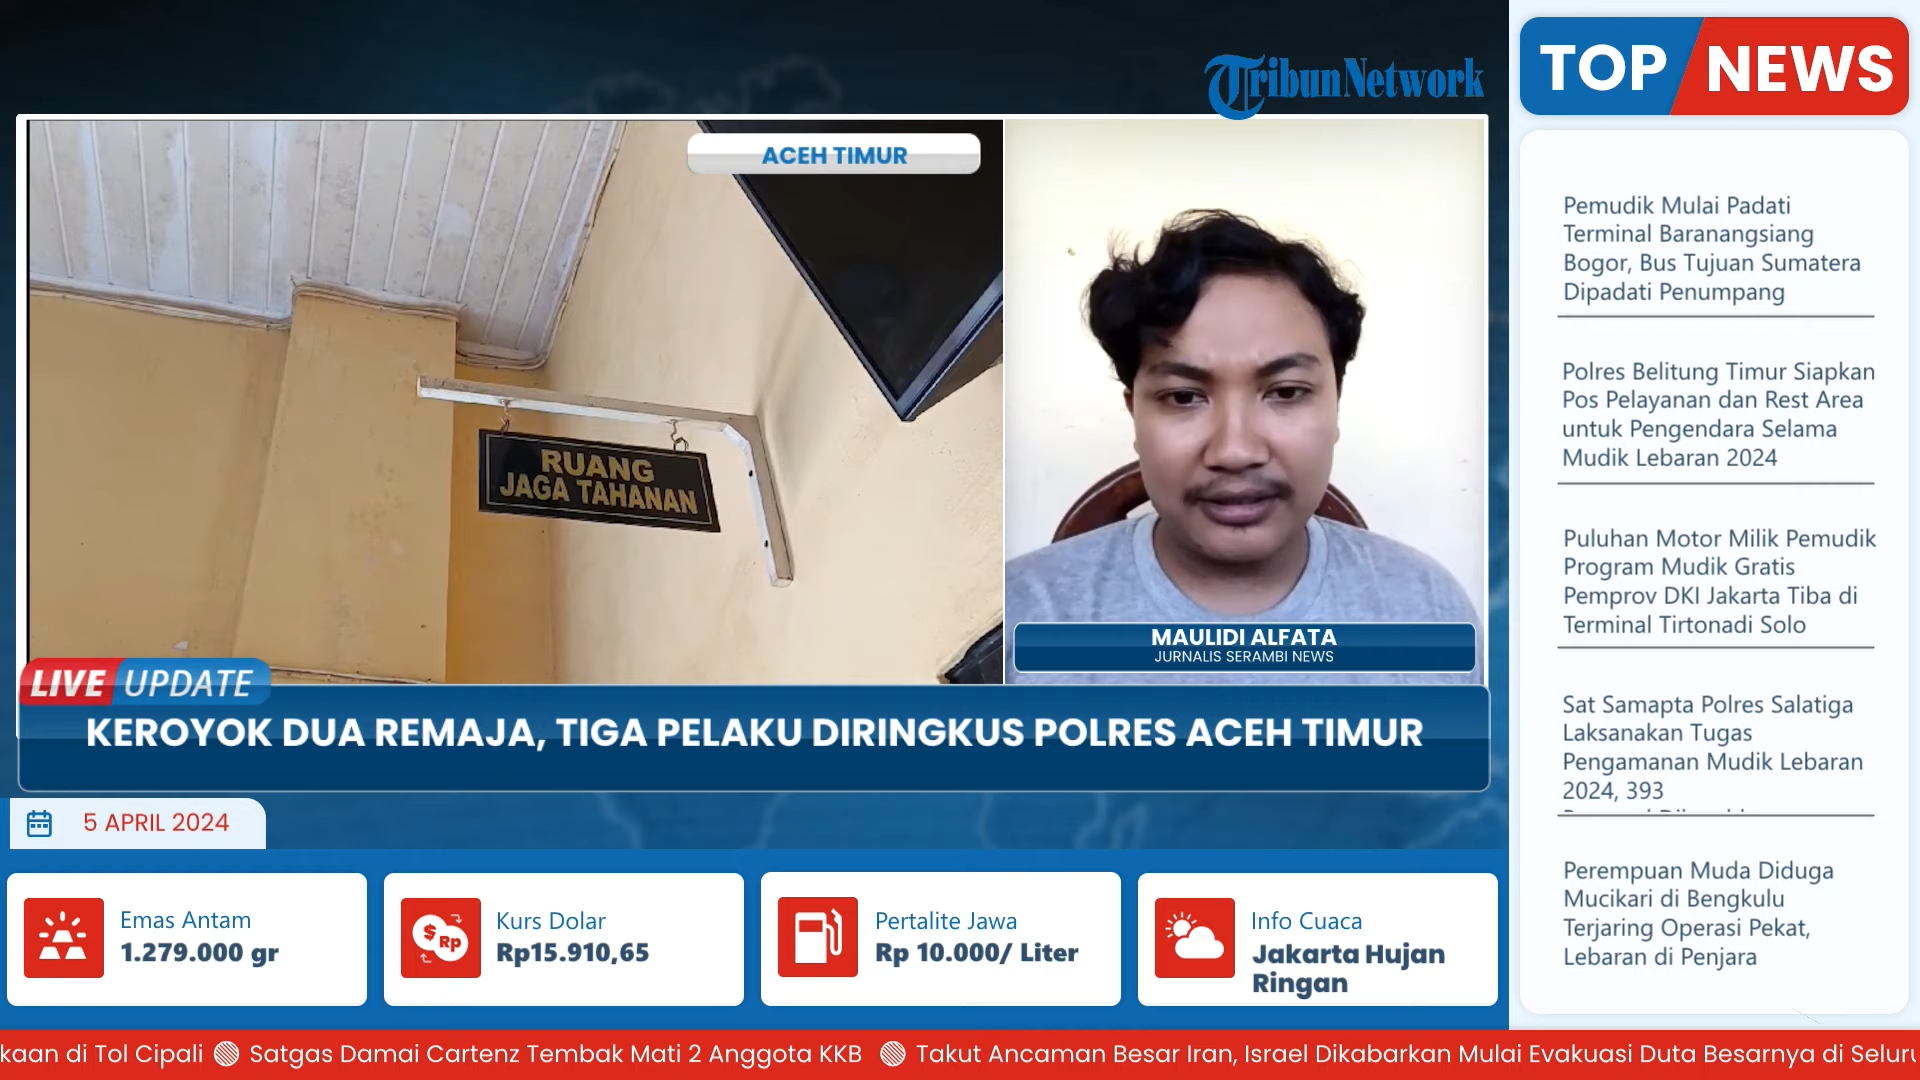 TribunNetwork
ACEH TIMUR
RUANG
JAGA TAHANAN
MAULIDI ALFATA
JURNALIS SERAMBI NEWS
LIVE UPDATE
KEROYOK DUA REMAJA, TIGA PELAKU DIRINGKUS POLRES ACEH TIMUR
5 APRIL 2024
Emas Antam
1.279.000 gr
Kurs Dolar
Rp15.910,65
Pertalite Jawa
Rp 10.000/ Liter
Info Cuaca
Jakarta Hujan
Ringan
TOP NEWS
Pemudik Mulai Padati
Terminal Baranangsiang
Bogor, Bus Tujuan Sumatera
Dipadati Penumpang
Polres Belitung Timur Siapkan
Pos Pelayanan dan Rest Area
untuk Pengendara Selama
Mudik Lebaran 2024
Puluhan Motor Milik Pemudik
Program Mudik Gratis
Pemprov DKI Jakarta Tiba di
Terminal Tirtonadi Solo
Sat Samapta Polres Salatiga
Laksanakan Tugas
Pengamanan Mudik Lebaran
2024, 393
Perempuan Muda Diduga
Mucikari di Bengkulu
Terjaring Operasi Pekat,
Lebaran di Penjara
kaan di Tol Cipali Satgas Damai Cartenz Tembak Mati 2 Anggota KKB Takut Ancaman Besar Iran, Israel Dikabarkan Mulai Evakuasi Duta Besarnya di Selur